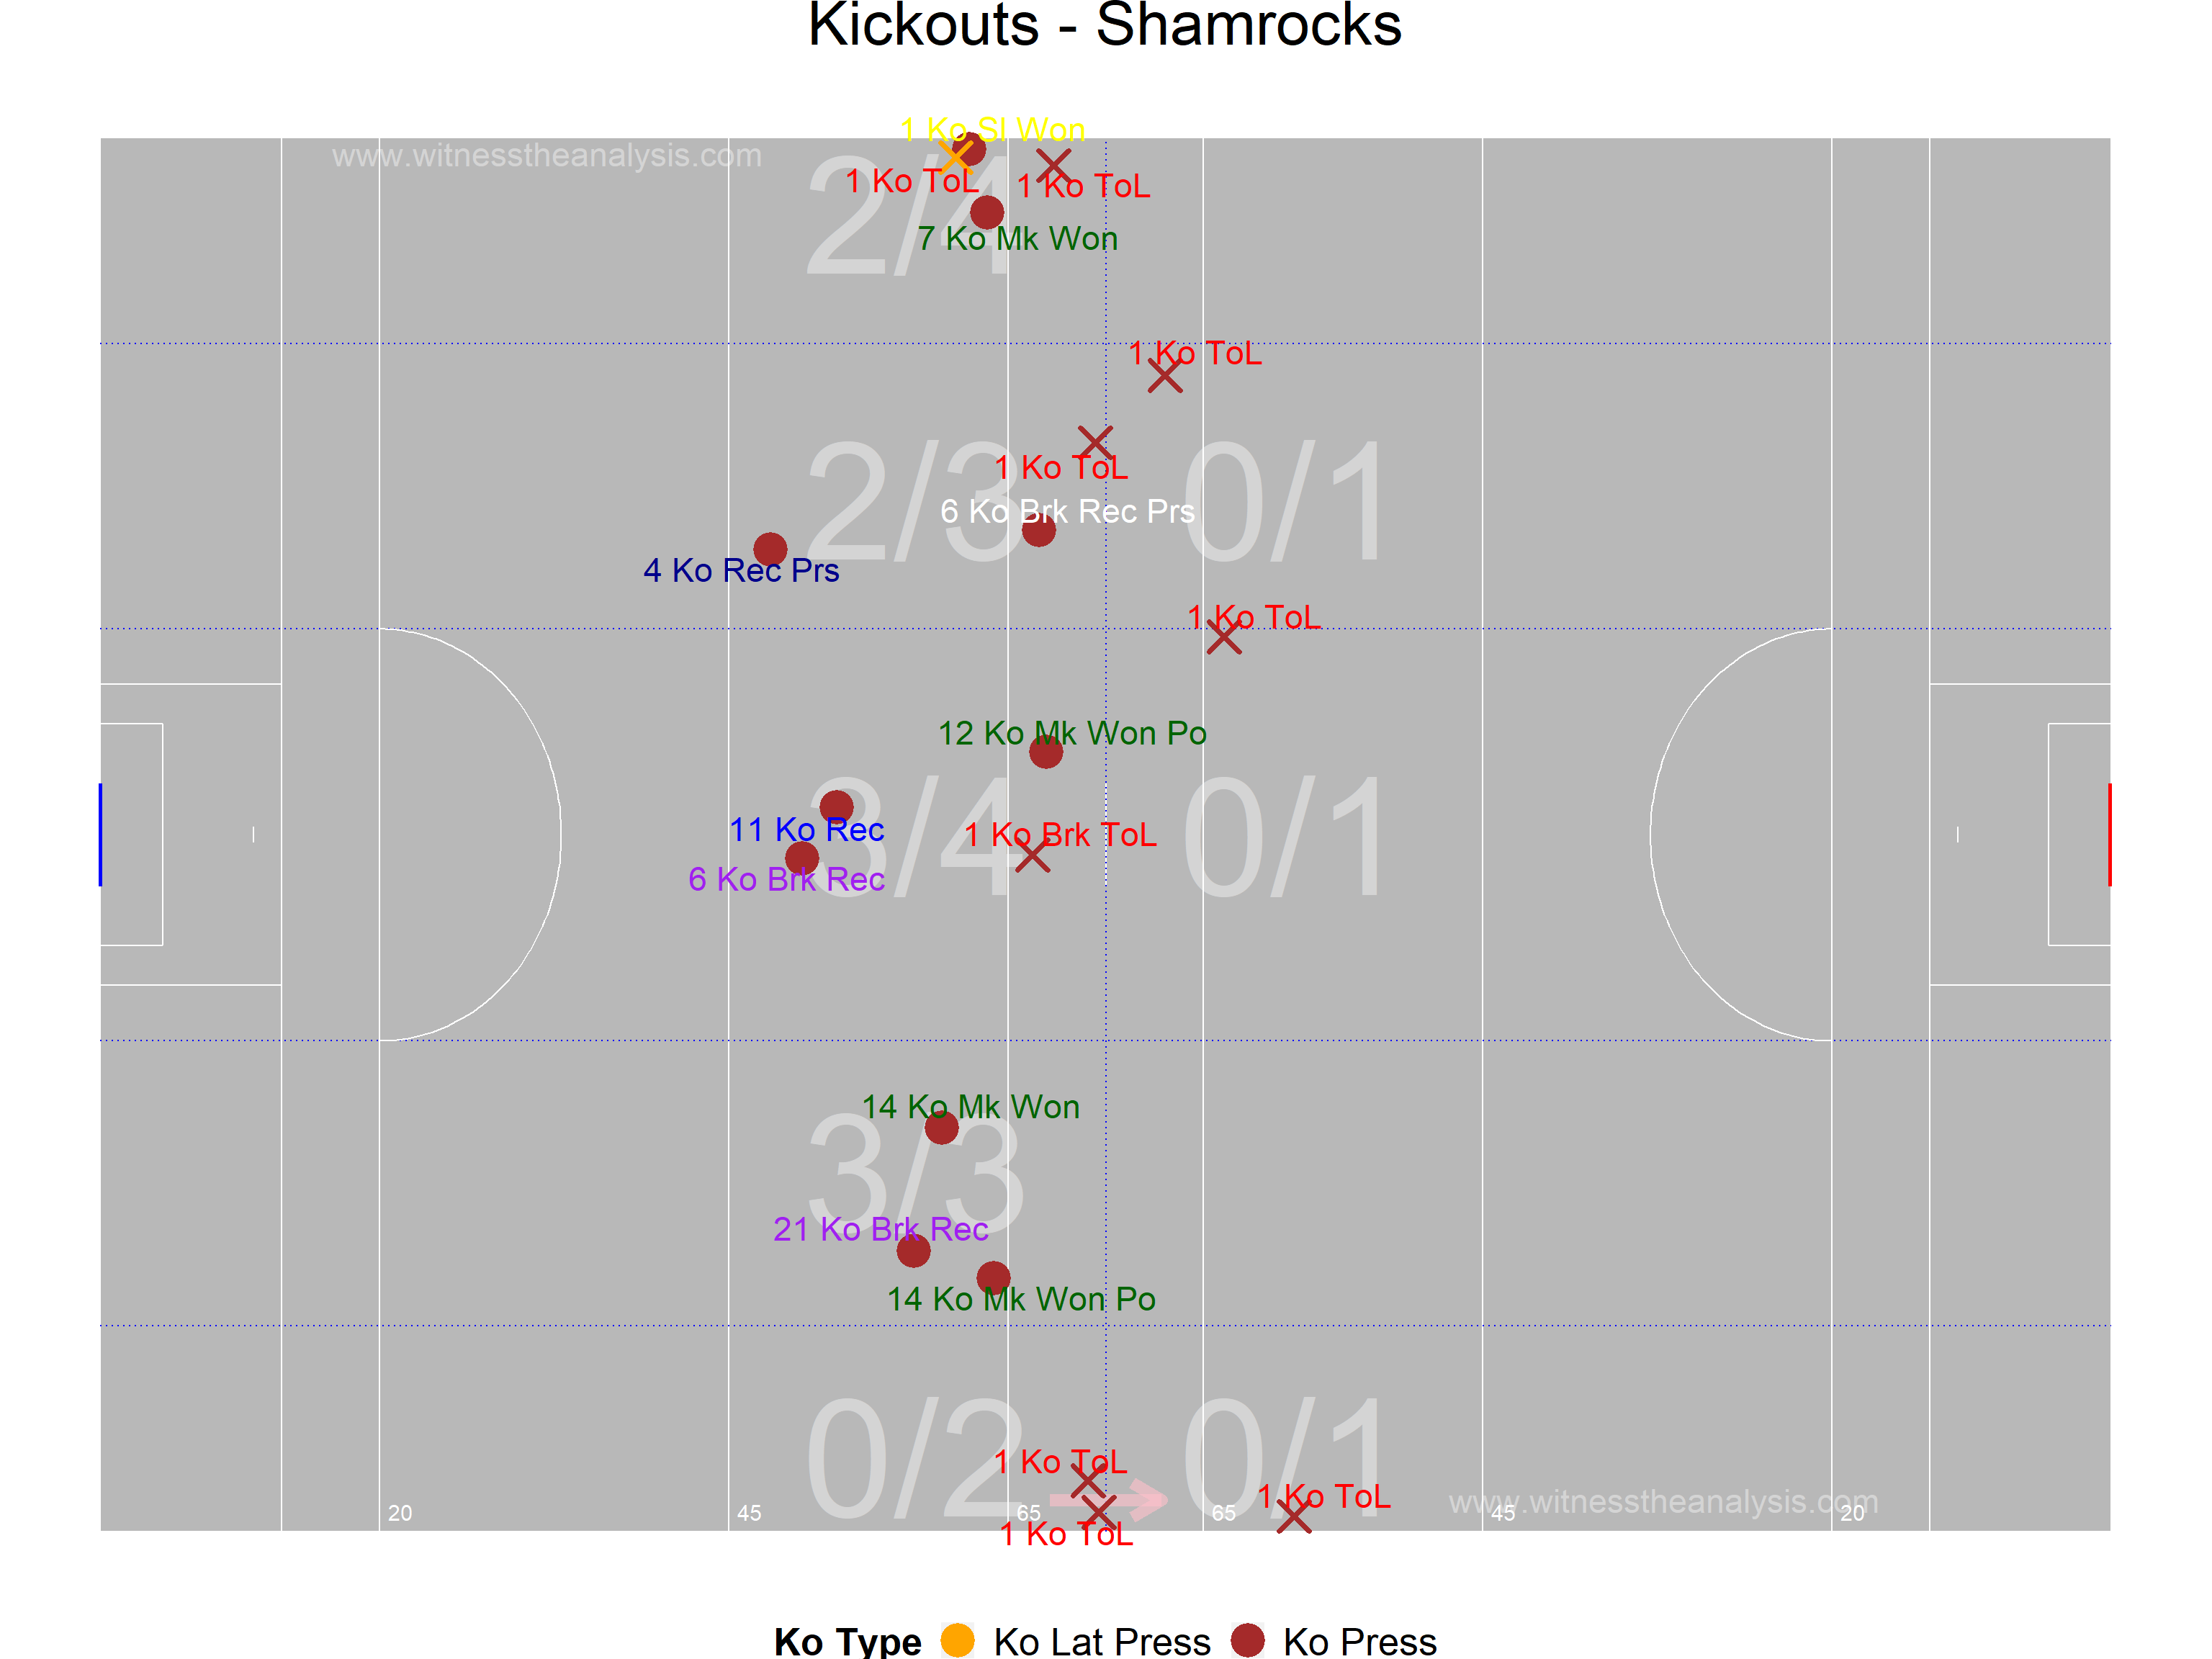 Kickouts - Shamrocks
1 Ko Sl Won
www.witnesstheanalysis.com
1 Ko ToL
1 Ko ToL
2/4
7 Ko Mk Won
1 Ko ToL
1 Ko ToL
2/3
0/1
6 Ko Brk Rec Prs
4 Ko Rec Prs
1 Ko ToL
12 Ko Mk Won Po
11 Ko Rec
1 Ko Brk ToL
3/4
0/1
6 Ko Brk Rec
14 Ko Mk Won
3/3
21 Ko Brk Rec
14 Ko Mk Won Po
0/2
0/1
1 Ko ToL
1 Ko ToL
www.witnesstheanalysis.com
20
45
65
65
45
20
1 Ko ToL
Ko Type Ko Lat Press Ko Press